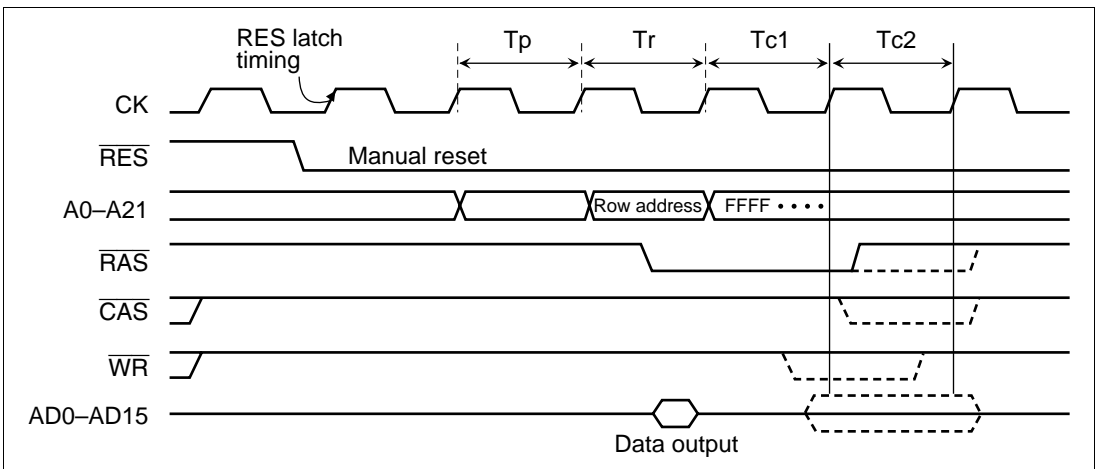 RES latch
timing
Tp
Tr
Tc1
Tc2
CK
RES
Manual reset
A0–A21
Row address
FFFF ····
RAS
CAS
WR
AD0–AD15
Data output